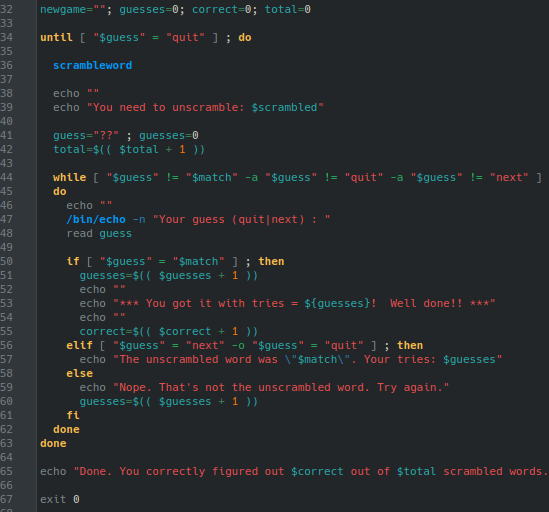 32 newgame=""; guesses=0; correct=0; total=0
33
34 until [ "$guess" = "quit" ] ; do
35
36 scrambleword
37
38 echo ""
39 echo "You need to unscramble: $scrambled"
40
41 guess="??" ; guesses=0
42 total=$(( $total + 1 ))
43
44 while [ "$guess" != "$match" -a "$guess" != "quit" -a "$guess" != "next" ]
45 do
46 echo ""
47 /bin/echo -n "Your guess (quit|next) : "
48 read guess
49
50 if [ "$guess" = "$match" ] ; then
51 guesses=$(( $guesses + 1 ))
52 echo ""
53 echo "*** You got it with tries = ${guesses}! Well done!! ***"
54 echo ""
55 correct=$(( $correct + 1 ))
56 elif [ "$guess" = "next" -o "$guess" = "quit" ] ; then
57 echo "The unscrambled word was \"$match\". Your tries: $guesses"
58 else
59 echo "Nope. That's not the unscrambled word. Try again."
60 guesses=$(( $guesses + 1 ))
61 fi
62 done
63 done
64
65 echo "Done. You correctly figured out $correct out of $total scrambled words.
66
67 exit 0